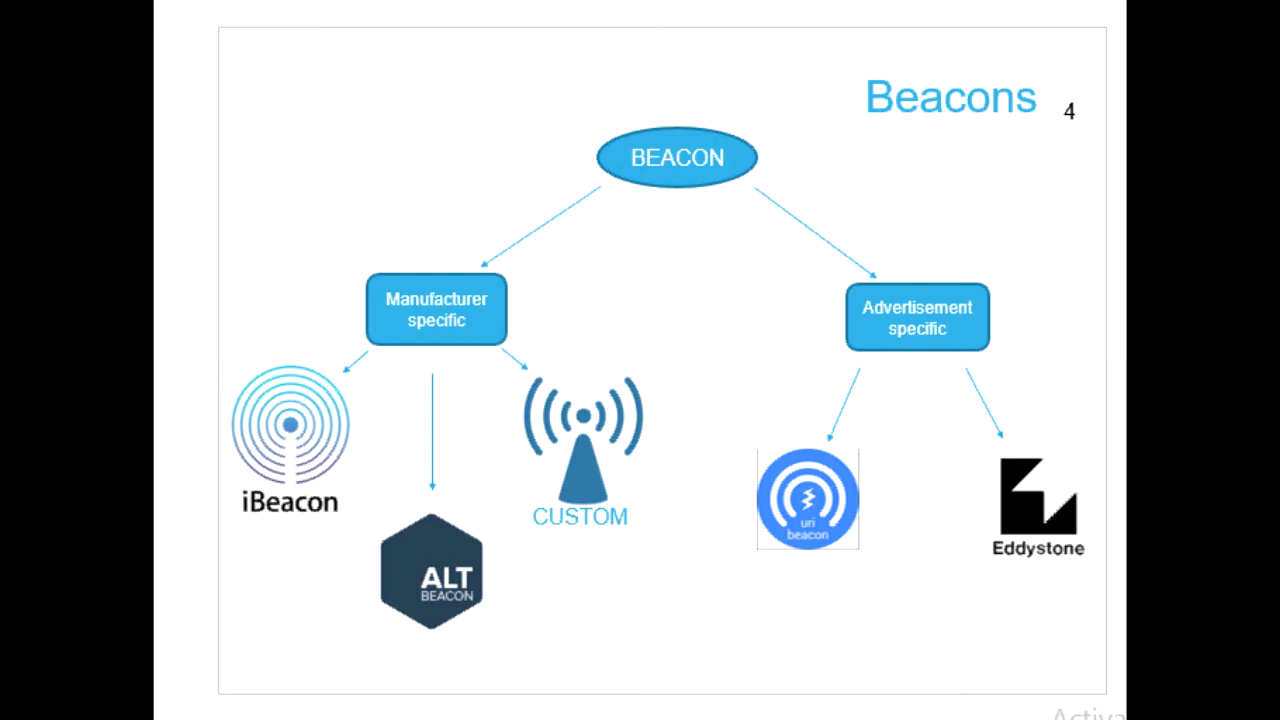 Beacons 4
BEACON
Manufacturer
specific
Advertisement
specific
iBeacon
CUSTOM
ALT
BEACON
uri
beacon
Eddystone